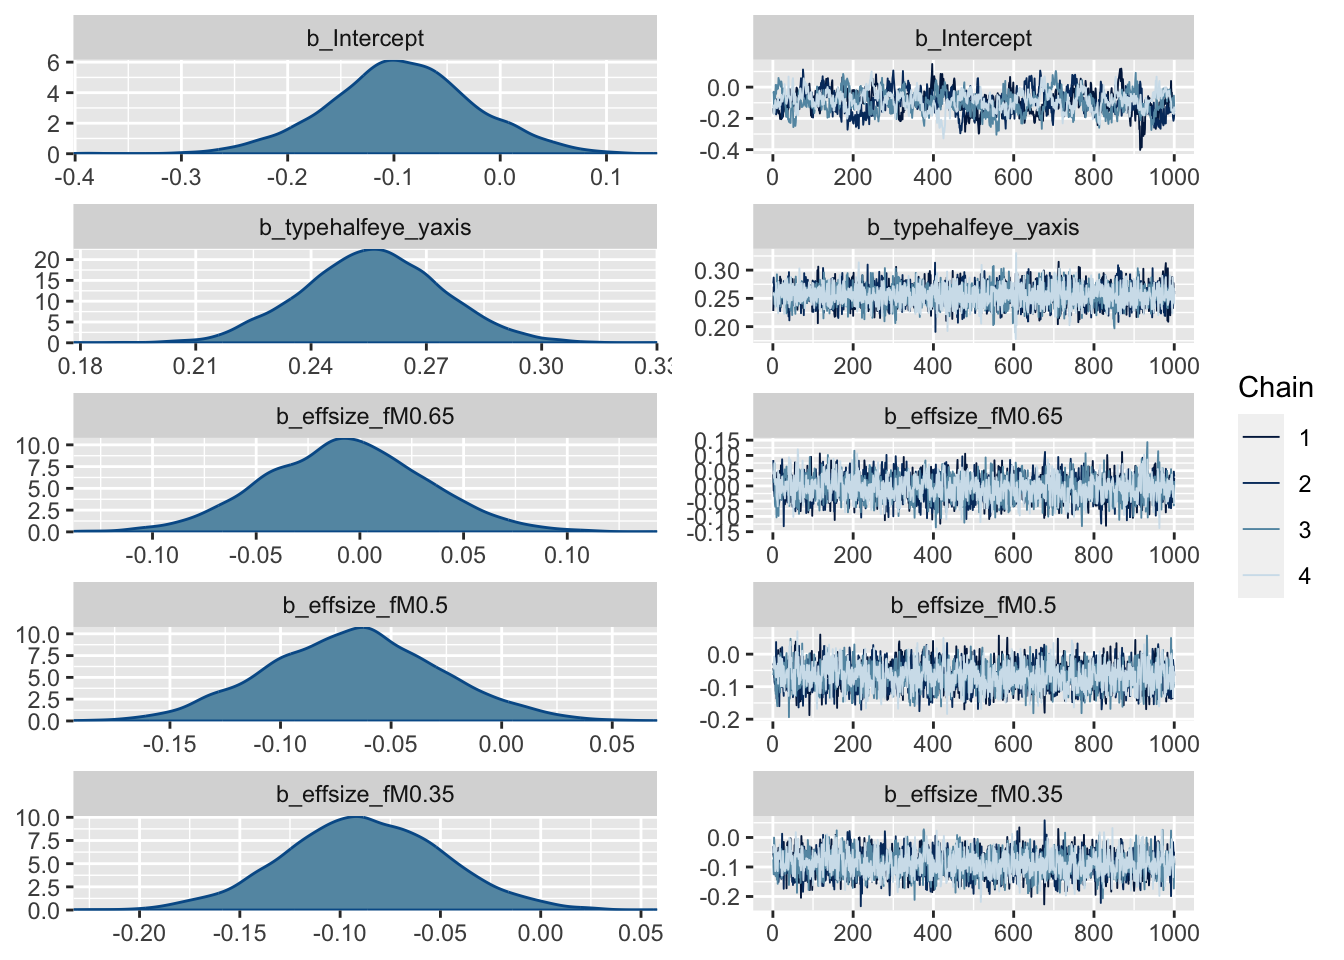 b_Intercept
6
4
2
0
-0.4 -0.3 -0.2 -0.1 0.0 0.1
b_Intercept
0.0
-0.2
-0.4
0 200 400 600 800 1000
b_typehalfeye_yaxis
20
15
10
5
0
0.18 0.21 0.24 0.27 0.30
b_typehalfeye_yaxis
0.30
0.25
0.20
0 200 400 600 800 1000
b_effsize_fM0.65
10.0
7.5
5.0
2.5
0.0
-0.10 -0.05 0.00 0.05 0.10
b_effsize_fM0.65
0.15
0.10
0.05
0.00
-0.05
-0.10
-0.15
0 200 400 600 800 1000
b_effsize_fM0.5
10.0
7.5
5.0
2.5
0.0
-0.15 -0.10 -0.05 0.00 0.05
b_effsize_fM0.5
0.0
-0.1
-0.2
0 200 400 600 800 1000
b_effsize_fM0.35
10.0
7.5
5.0
2.5
0.0
-0.20 -0.15 -0.10 -0.05 0.00 0.05
b_effsize_fM0.35
0.0
-0.1
-0.2
0 200 400 600 800 1000
Chain
1
2
3
4